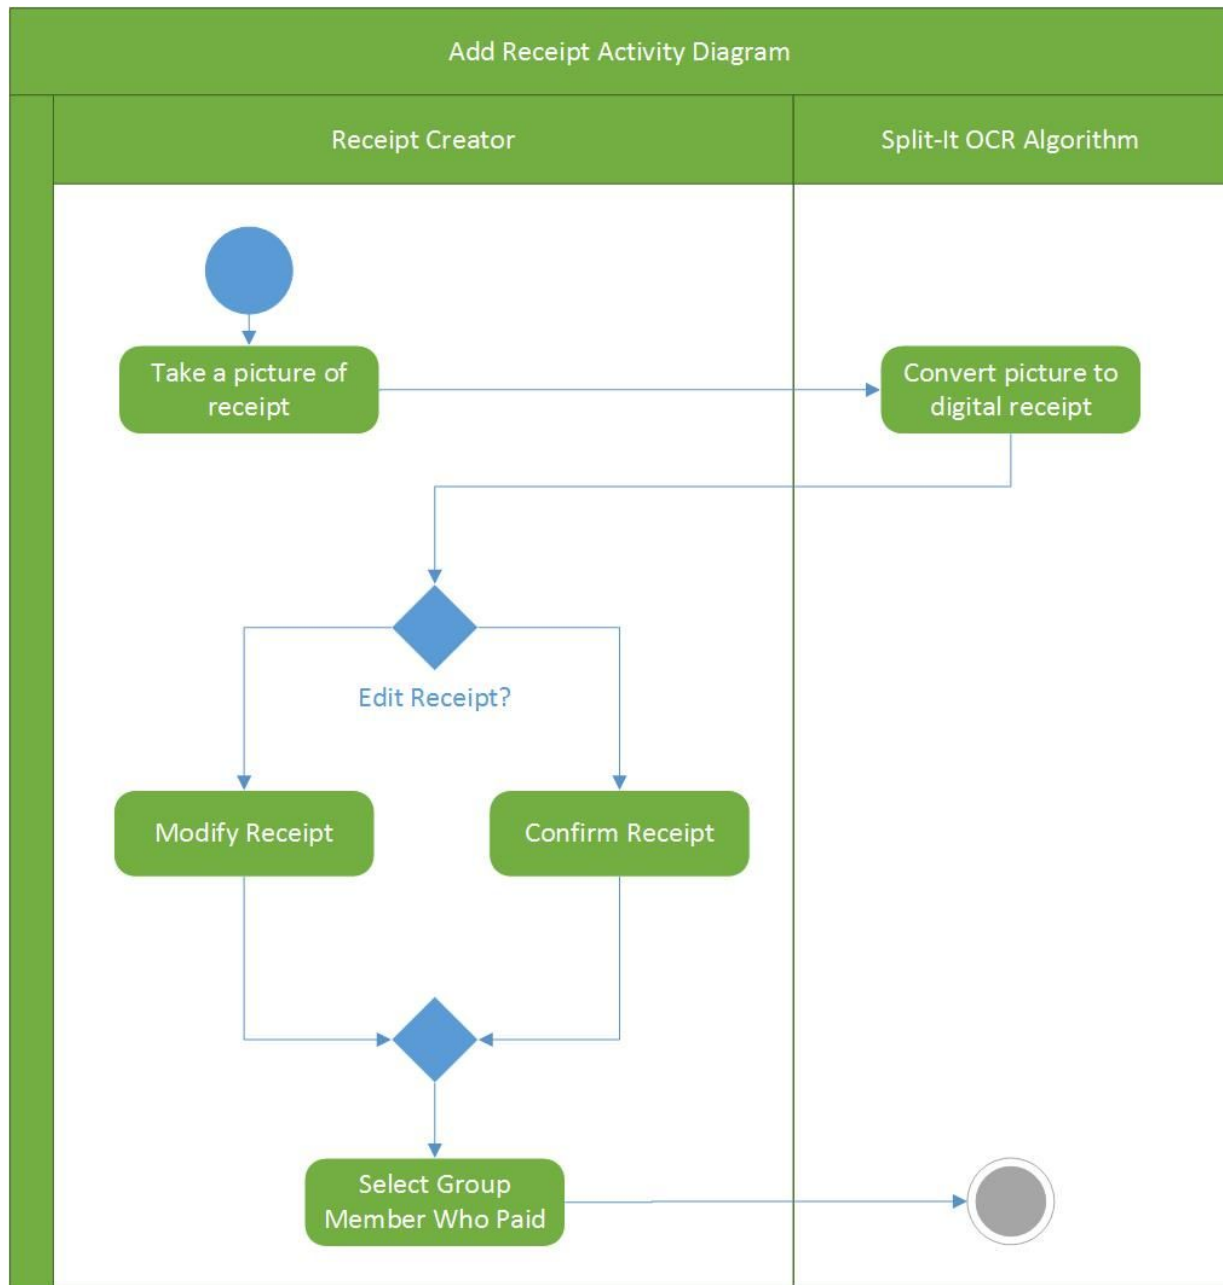 Add Receipt Activity Diagram
Receipt Creator
Split-It OCR Algorithm
Take a picture of
receipt
Convert picture to
digital receipt
Edit Receipt?
Modify Receipt
Confirm Receipt
Select Group
Member Who Paid